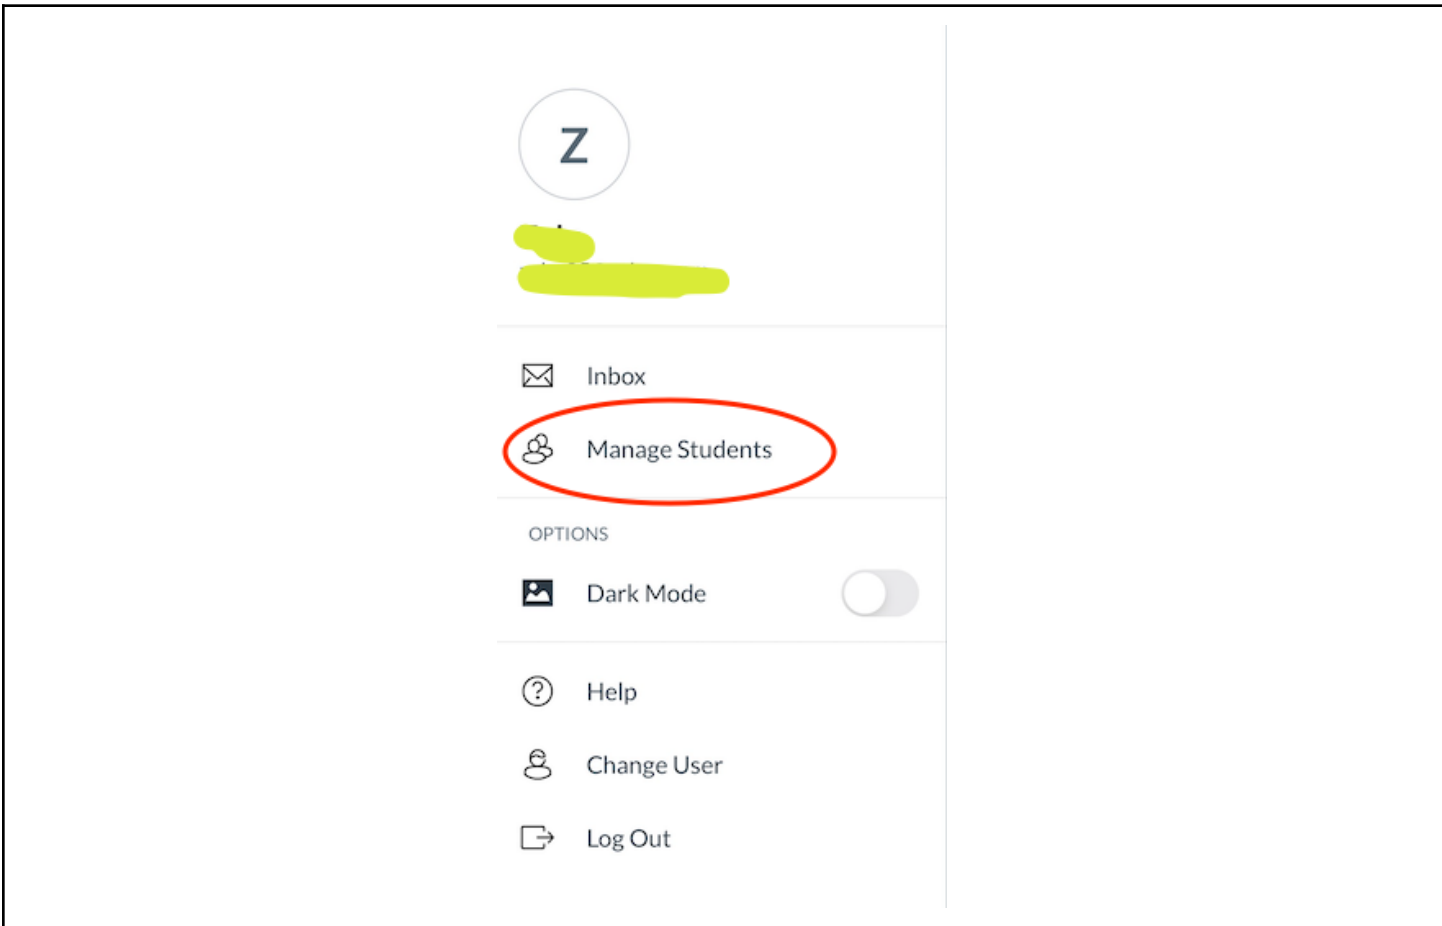 Z
Inbox
Manage Students
OPTIONS
Dark Mode
Help
Change User
Log Out